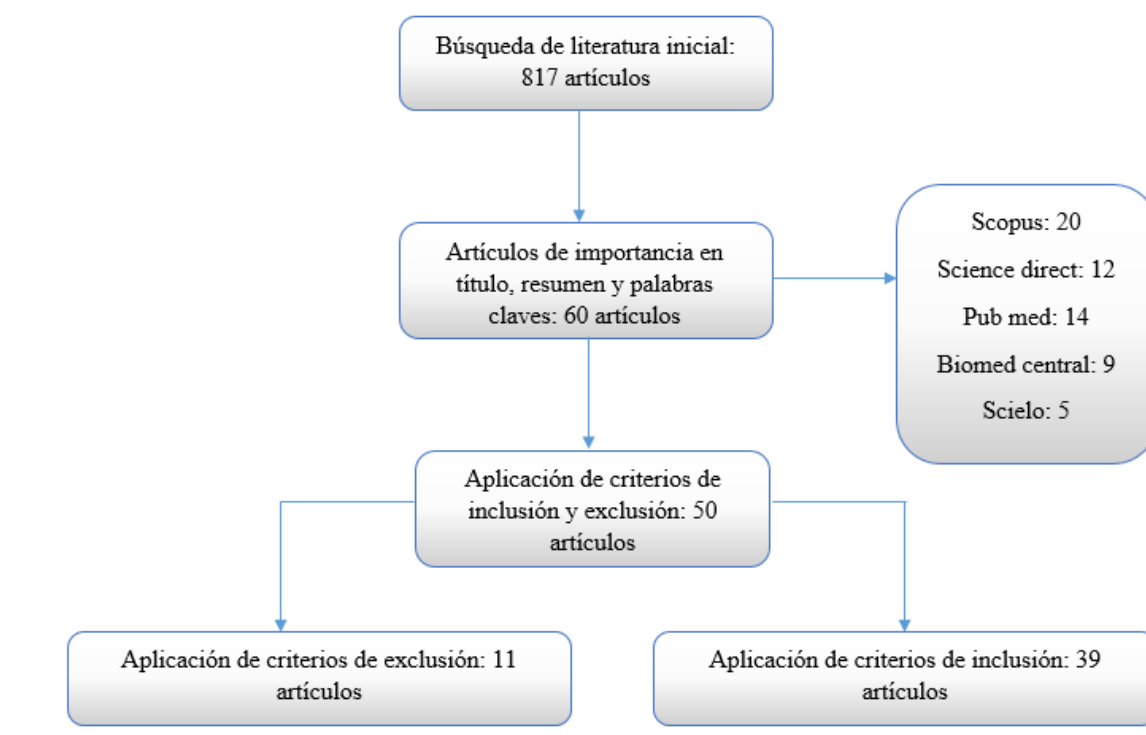 Búsqueda de literatura inicial:
817 artículos
Artículos de importancia en
título, resumen y palabras
claves: 60 artículos
Scopus: 20
Science direct: 12
Pub med: 14
Biomed central: 9
Scielo: 5
Aplicación de criterios de
inclusión y exclusión: 50
artículos
Aplicación de criterios de exclusión: 11
artículos
Aplicación de criterios de inclusión: 39
artículos